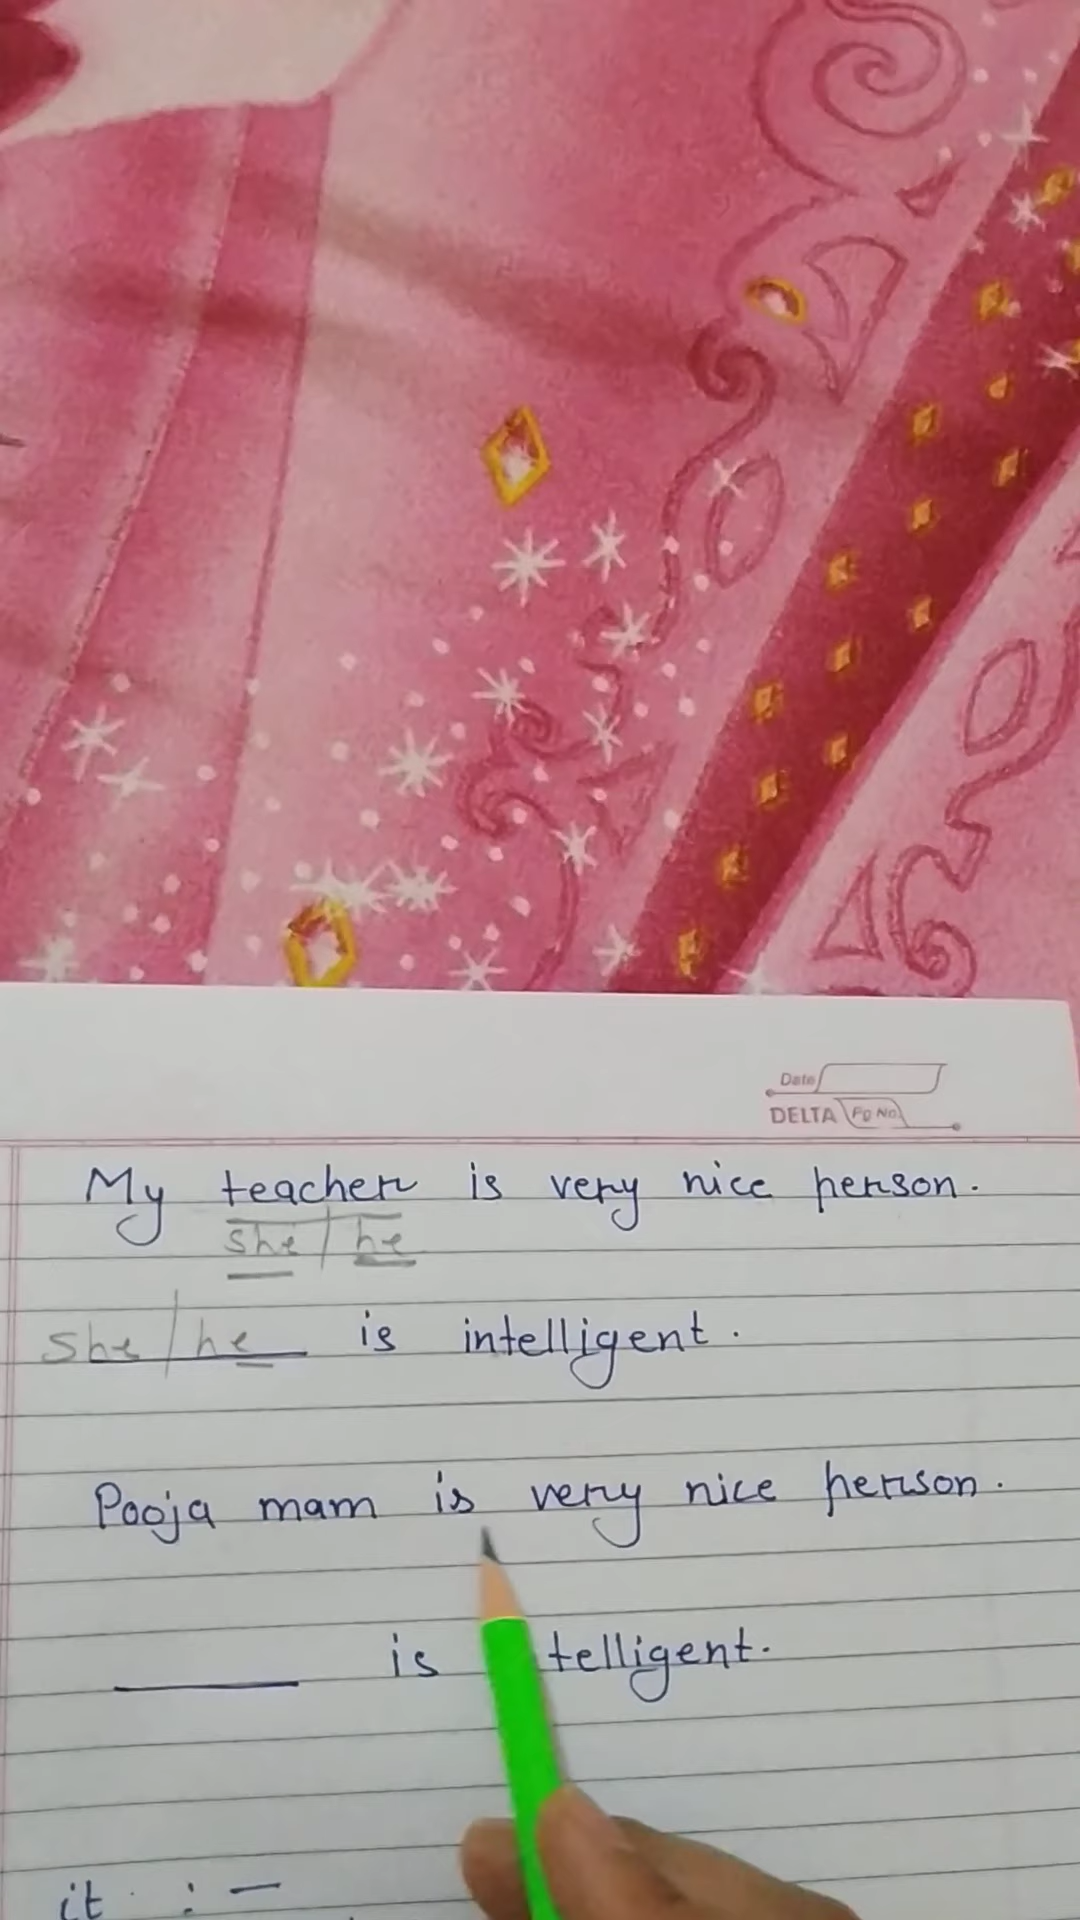 Date
DELTA Pg No.
My teacher is very nice person.
she / he
she / he is intelligent.
Pooja mam is very nice person.
is telligent.
it : -